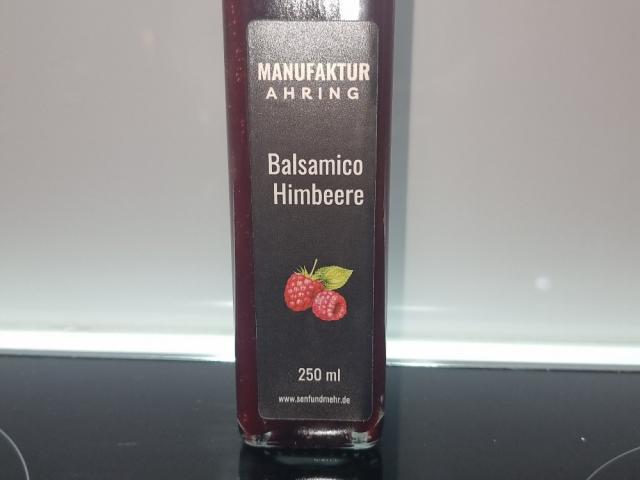 MANUFAKTUR
AHRING
Balsamico
Himbeere
250 ml
www.senfundmehr.de